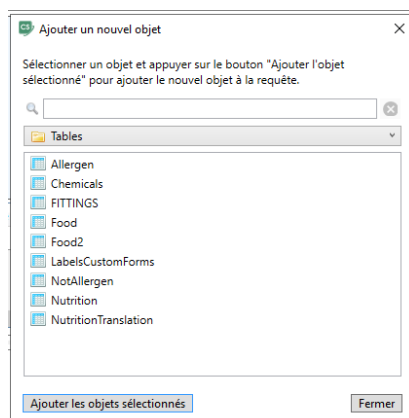 CS Ajouter un nouvel objet
Sélectionner un objet et appuyer sur le bouton "Ajouter l'objet
sélectionné" pour ajouter le nouvel objet à la requête.
Tables
Allergen
Chemicals
FITTINGS
Food
Food2
LabelsCustomForms
NotAllergen
Nutrition
NutritionTranslation
Ajouter les objets sélectionnés
Fermer